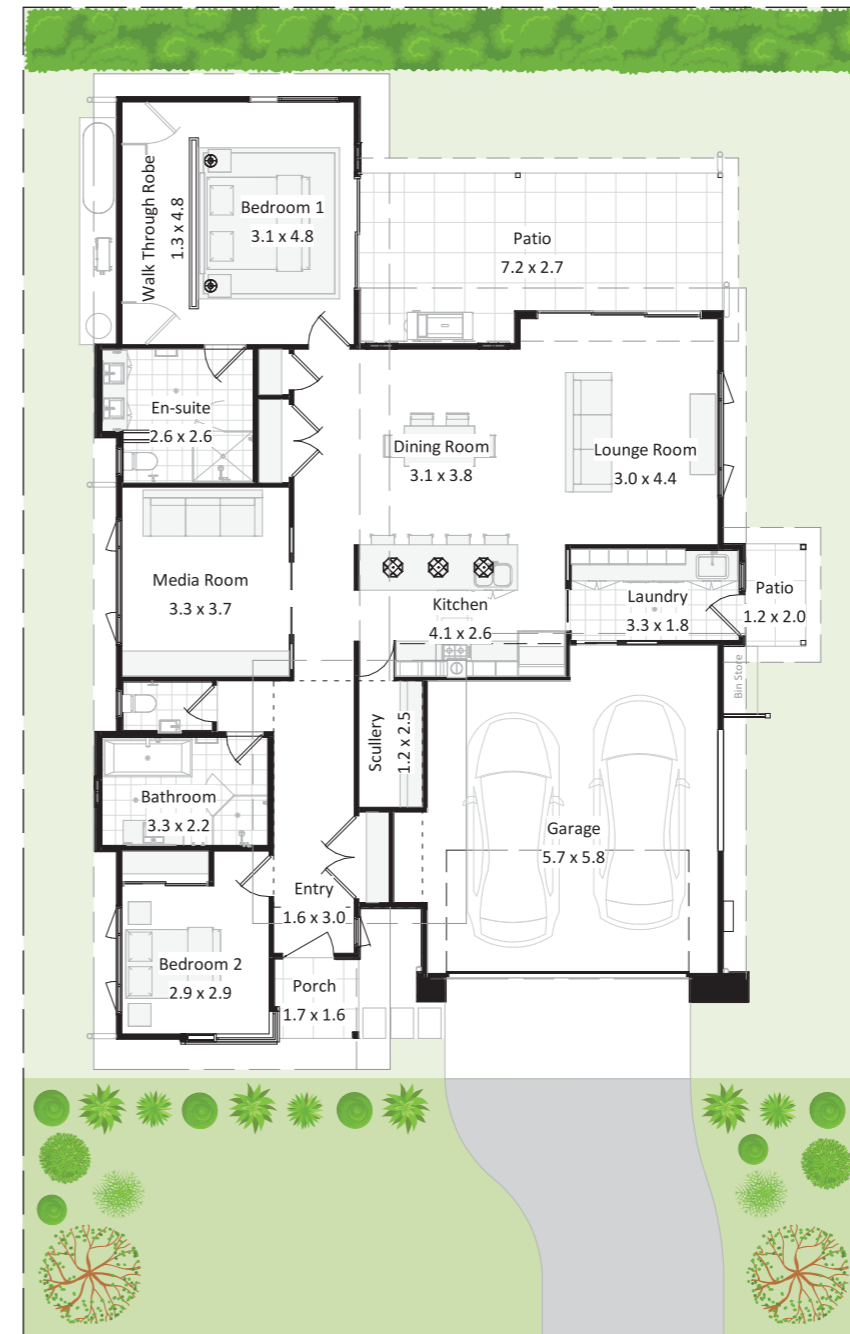 Walk Through Robe
1.3 x 4.8
Bedroom 1
3.1 x 4.8
Patio
7.2 x 2.7
En-suite
2.6 x 2.6
Dining Room
3.1 x 3.8
Lounge Room
3.0 x 4.4
Media Room
3.3 x 3.7
Kitchen
4.1 x 2.6
Laundry
3.3 x 1.8
Patio
1.2 x 2.0
Bin Store
Scullery
1.2 x 2.5
Bathroom
3.3 x 2.2
Garage
5.7 x 5.8
Entry
1.6 x 3.0
Bedroom 2
2.9 x 2.9
Porch
1.7 x 1.6